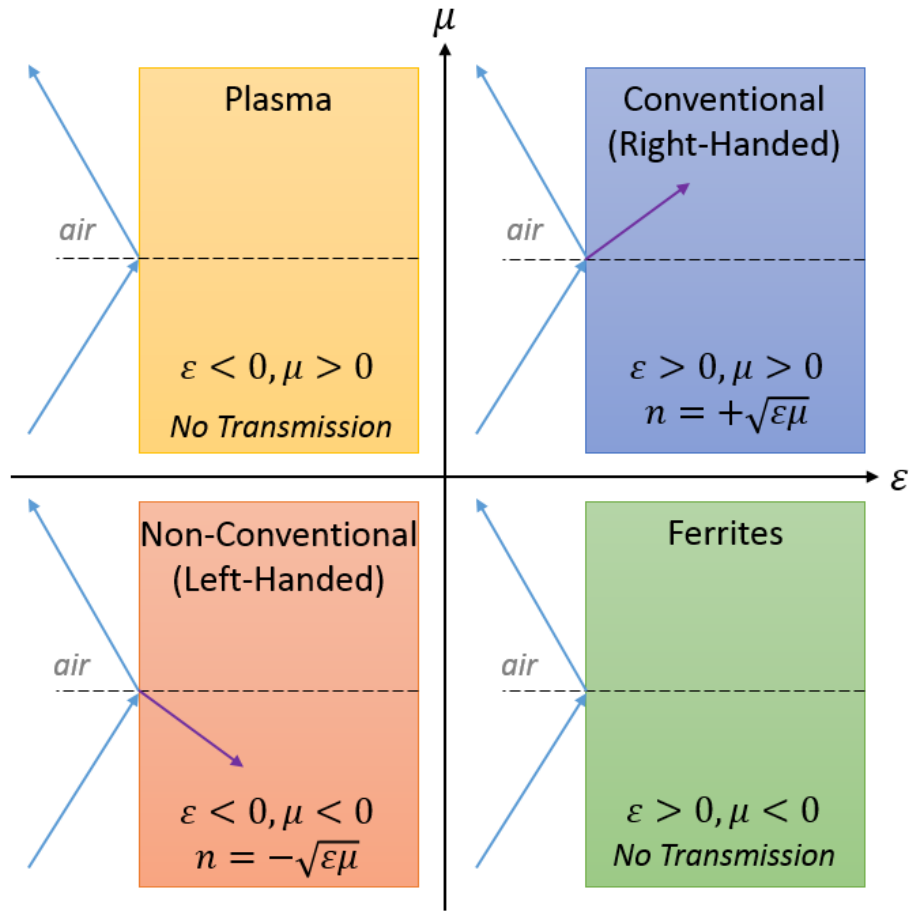 μ
Plasma
air
ε < 0, μ > 0
No Transmission
Conventional
(Right-Handed)
air
ε > 0, μ > 0
n = +√εμ
ε
Non-Conventional
(Left-Handed)
air
ε < 0, μ < 0
n = −√εμ
Ferrites
air
ε > 0, μ < 0
No Transmission